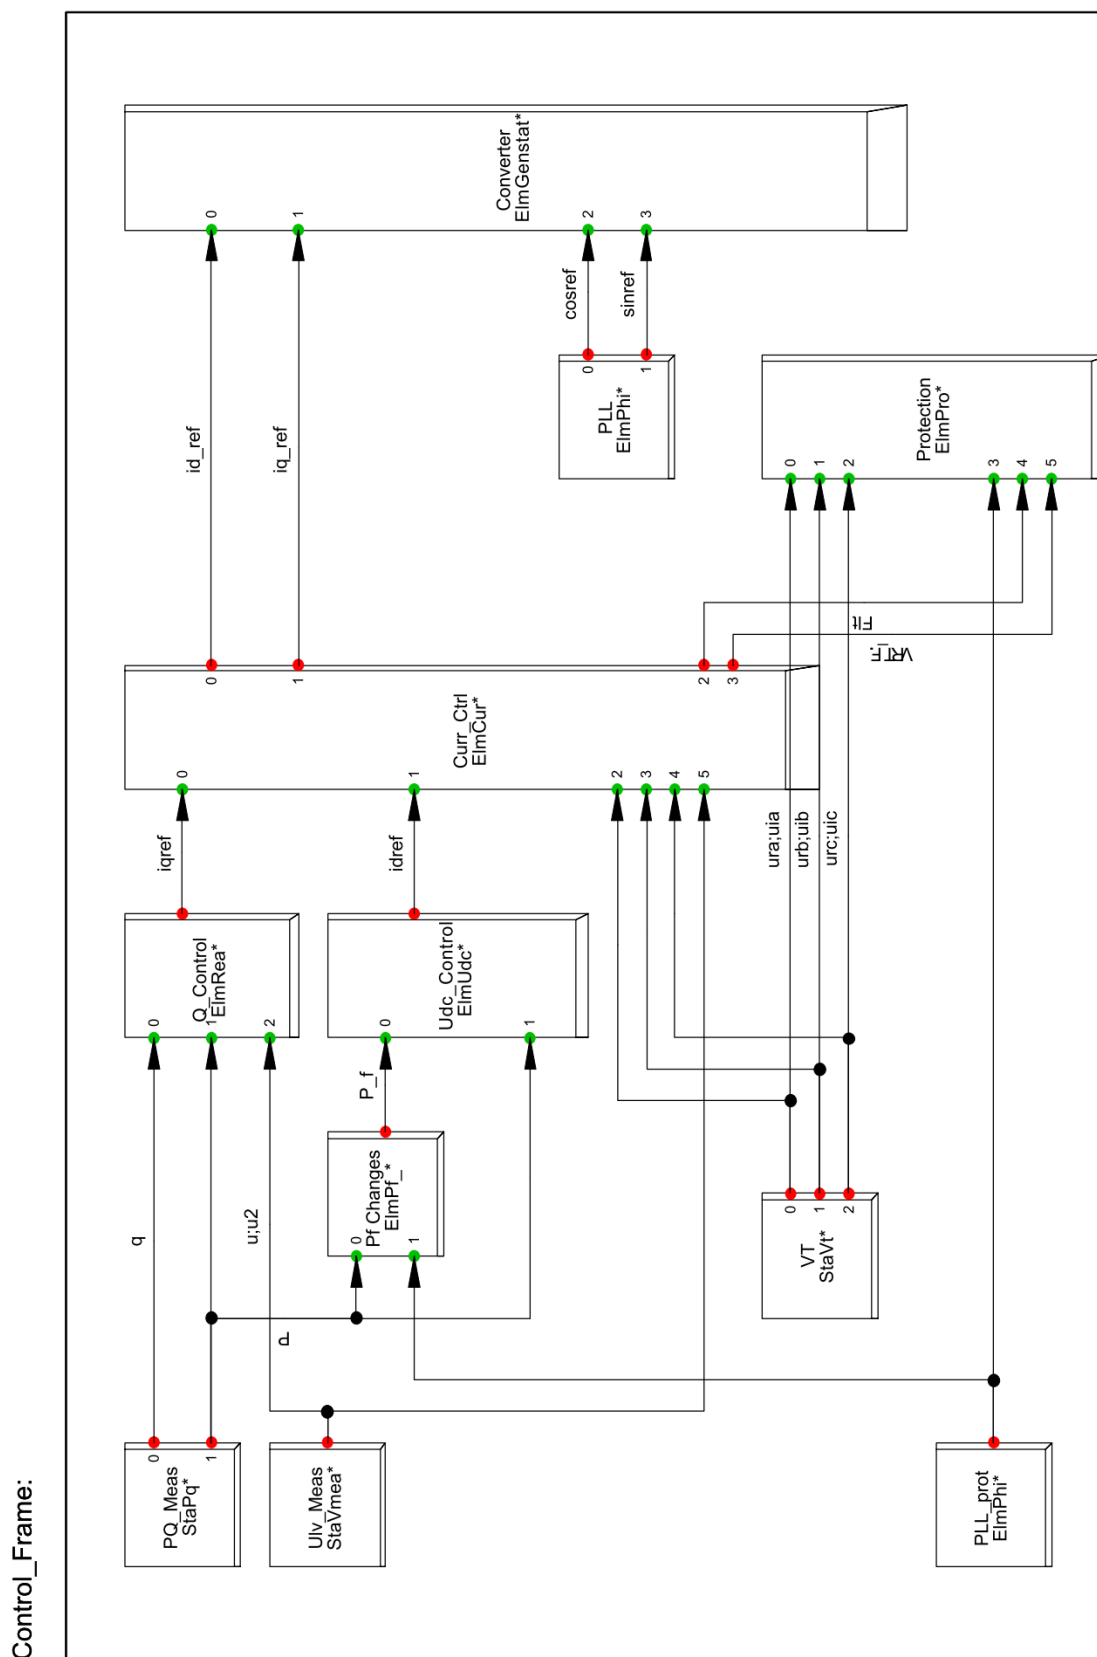 Control_Frame:
PQ_Meas
StaPq*
0
1
Ulv_Meas
StaVmea*
PLL_prot
ElmPhi*
q
p
u;u2
Pf Changes
ElmPf_*
0
1
P_f
VT
StaVt*
0
1
2
Q_Control
ElmRea*
0
1
2
Udc_Control
ElmUdc*
0
1
iqref
idref
ura;uia
urb;uib
urc;uic
Curr_Ctrl
ElmCur*
0
1
2
3
4
5
0
1
2
3
id_ref
iq_ref
Flt
PLL
ElmPhi*
0
1
cosref
sinref
Protection
ElmPro*
0
1
2
3
4
5
Converter
ElmGenstat*
0
1
2
3